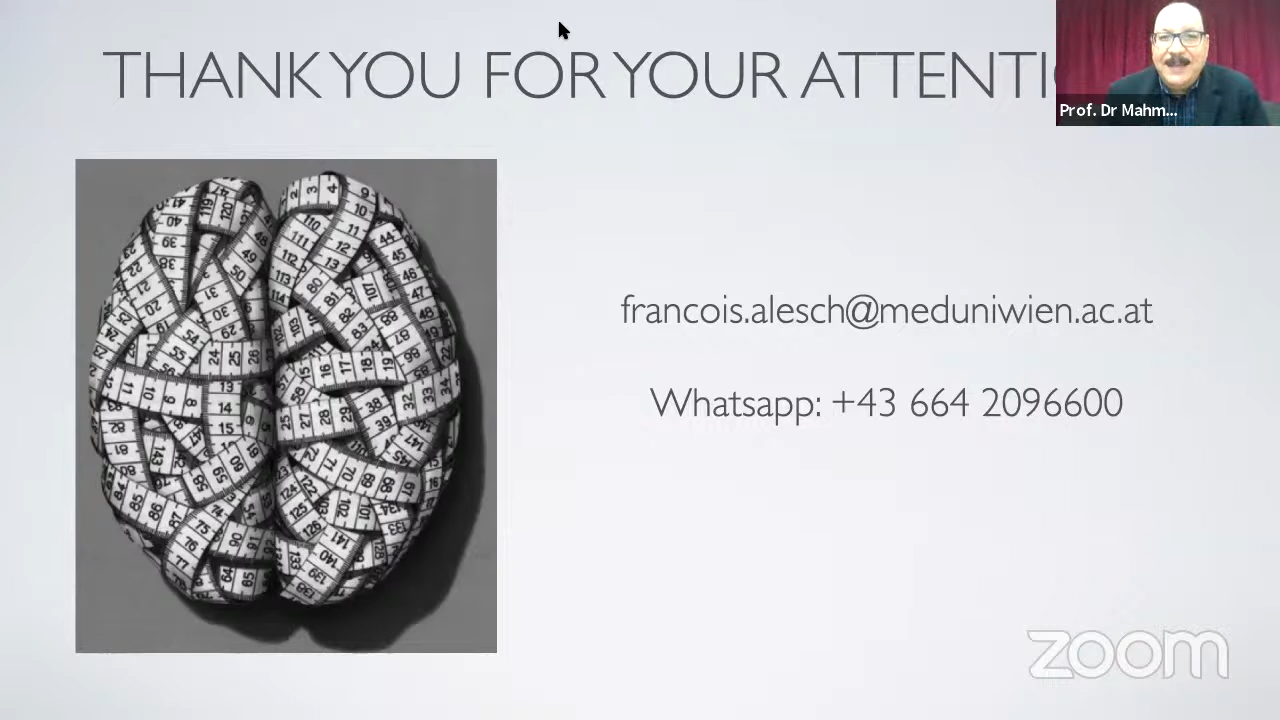 THANK YOU FOR YOUR ATTENTI
Prof. Dr Mahm...
francois.alesch@meduniwien.ac.at
Whatsapp: +43 664 2096600
zoom